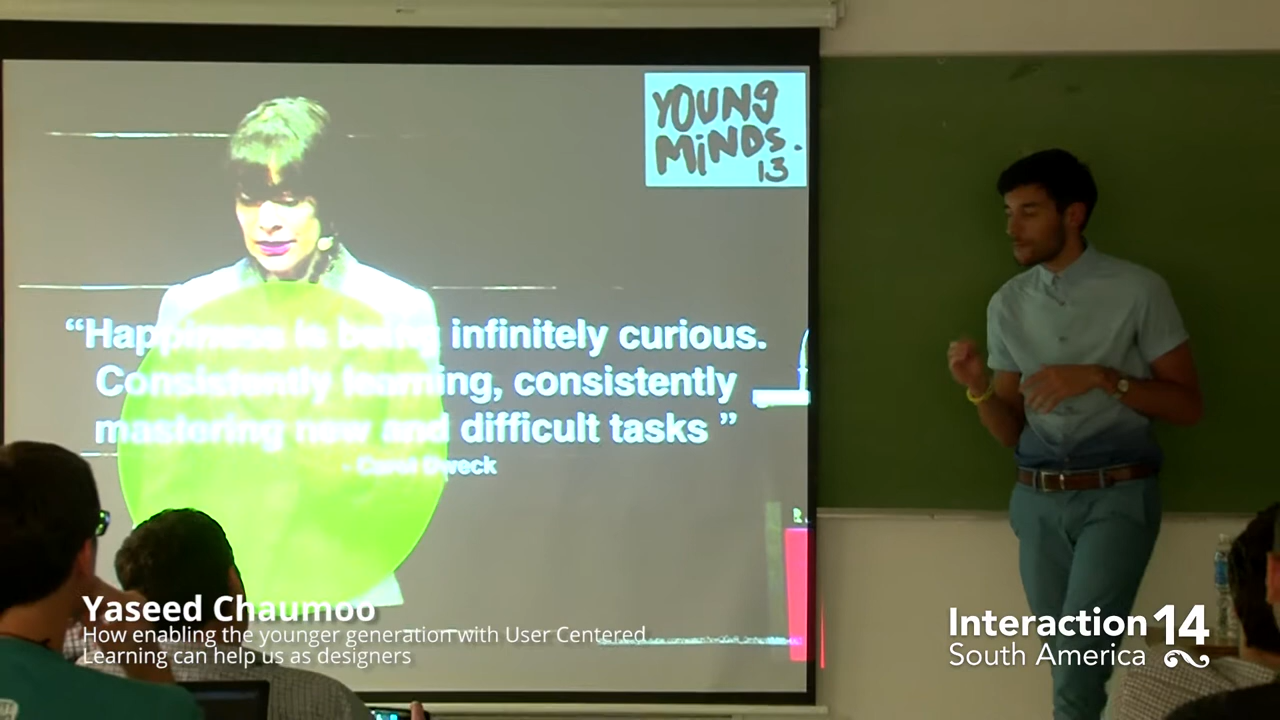 YOUNG
MINDS.
13
“Happiness is being infinitely curious.
Consistently learning, consistently
mastering new and difficult tasks ”
- Carol Dweck
Yaseed Chaumoo
How enabling the younger generation with User Centered
Learning can help us as designers
Interaction 14
South America